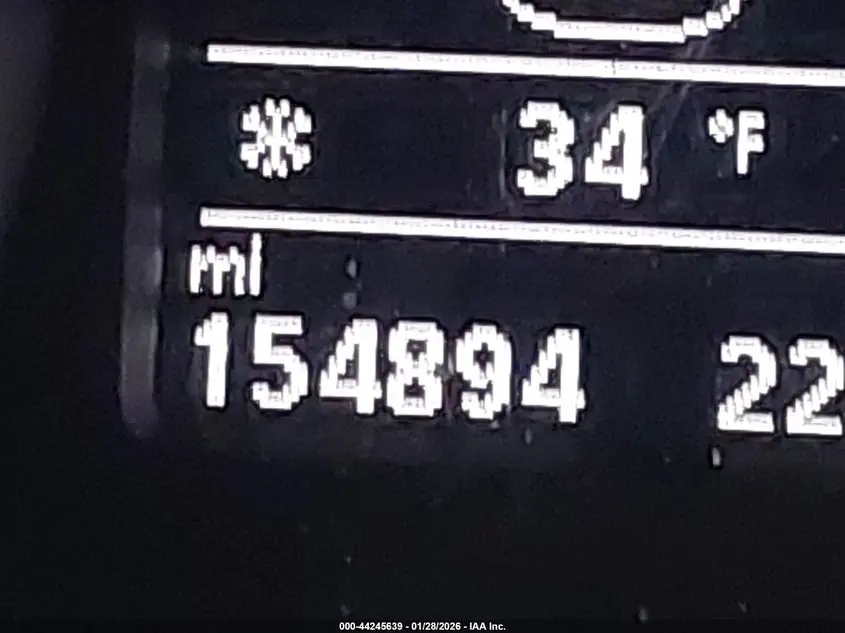 34 °F
mi
154894 22
000-44245639 - 01/28/2026 - IAA Inc.